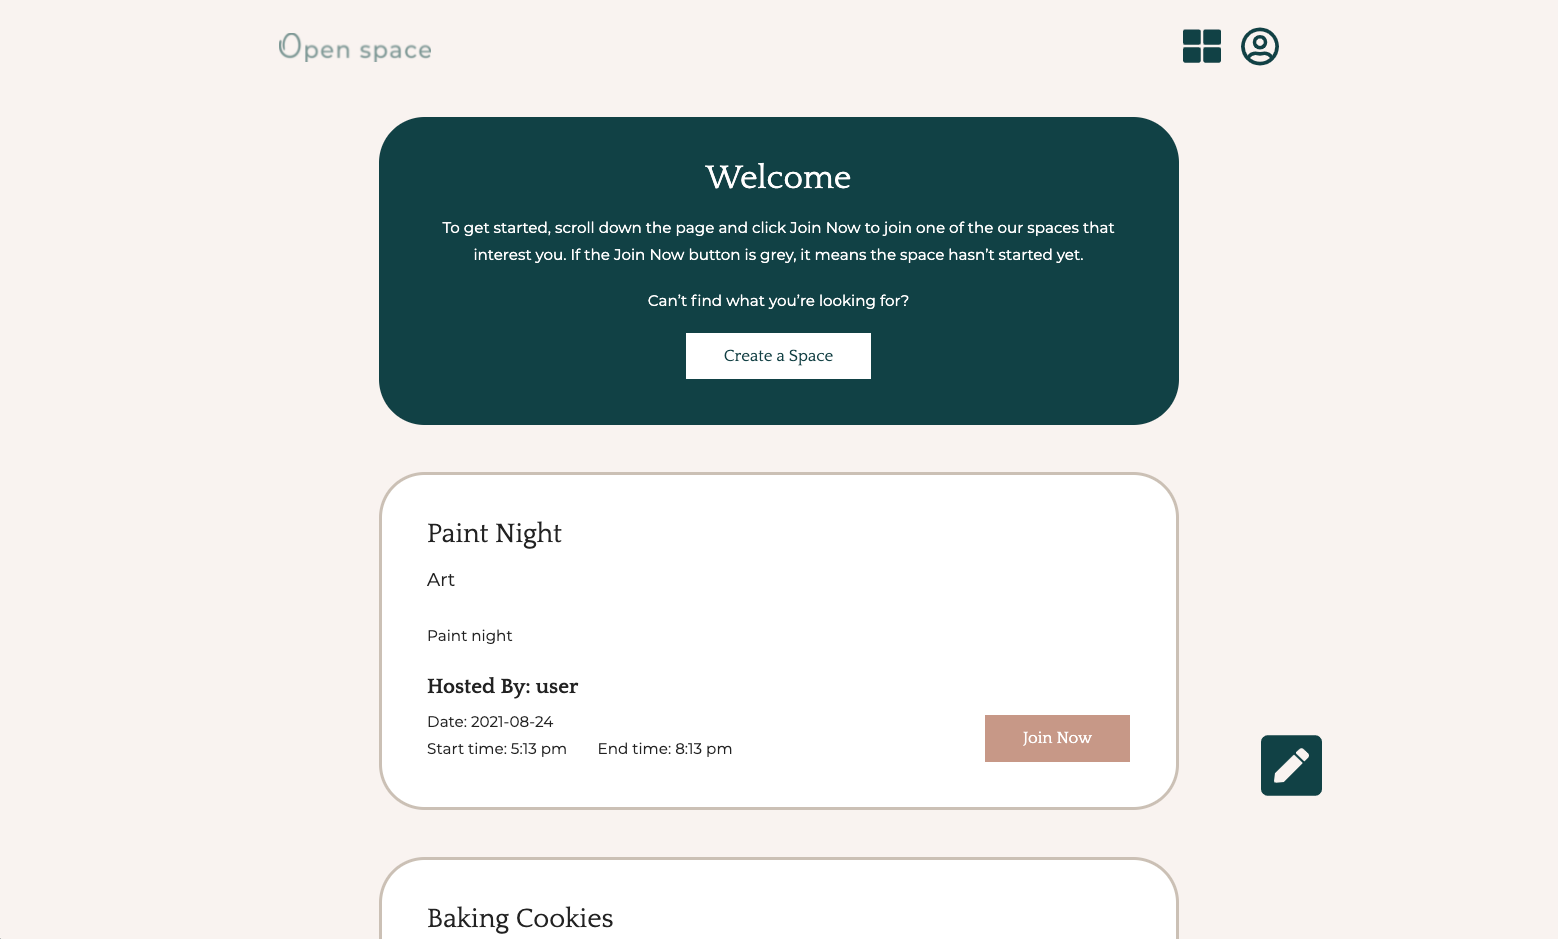 Open space
Welcome
To get started, scroll down the page and click Join Now to join one of the our spaces that
interest you. If the Join Now button is grey, it means the space hasn't started yet.
Can't find what you're looking for?
Create a Space
Paint Night
Art
Paint night
Hosted By: user
Date: 2021-08-24
Start time: 5:13 pm End time: 8:13 pm
Join Now
Baking Cookies